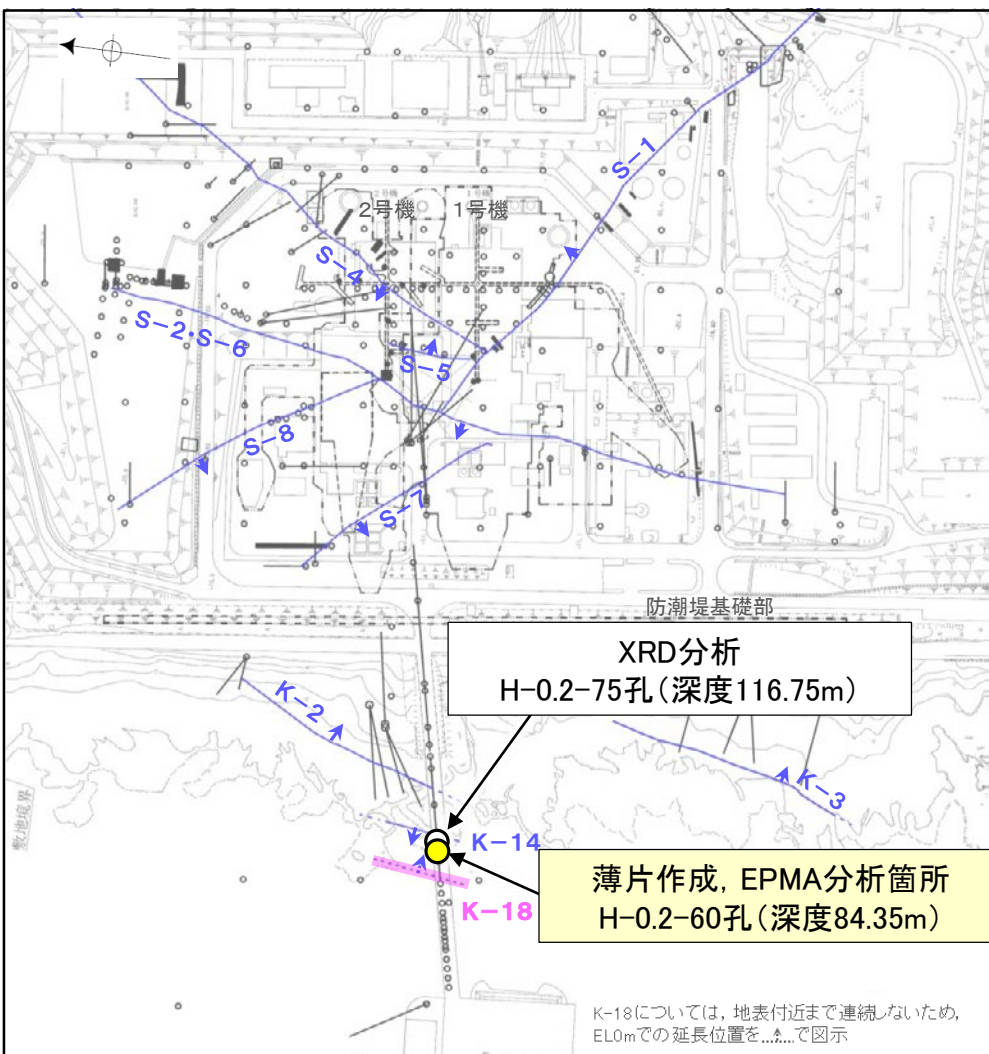 S-1
2号機
1号機
S-4
S-2・S-6
S-5
S-8
S-7
防潮堤基礎部
XRD分析
H-0.2-75孔(深度116.75m)
K-2
K-3
敷地境界
K-14
薄片作成, EPMA分析箇所
H-0.2-60孔(深度84.35m)
K-18
K-18については, 地表付近まで連続しないため,
EL0mでの延長位置を で図示